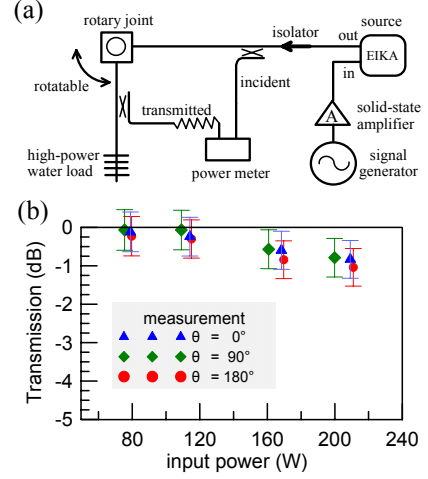 (a)
rotary joint
source
isolator
out
EIKA
in
rotatable
incident
transmitted
solid-state
amplifier
A
high-power
water load
power meter
signal
generator
(b)
Transmission (dB)
0
-1
-2
-3
-4
-5
measurement
θ = 0°
θ = 90°
θ = 180°
80 120 160 200 240
input power (W)